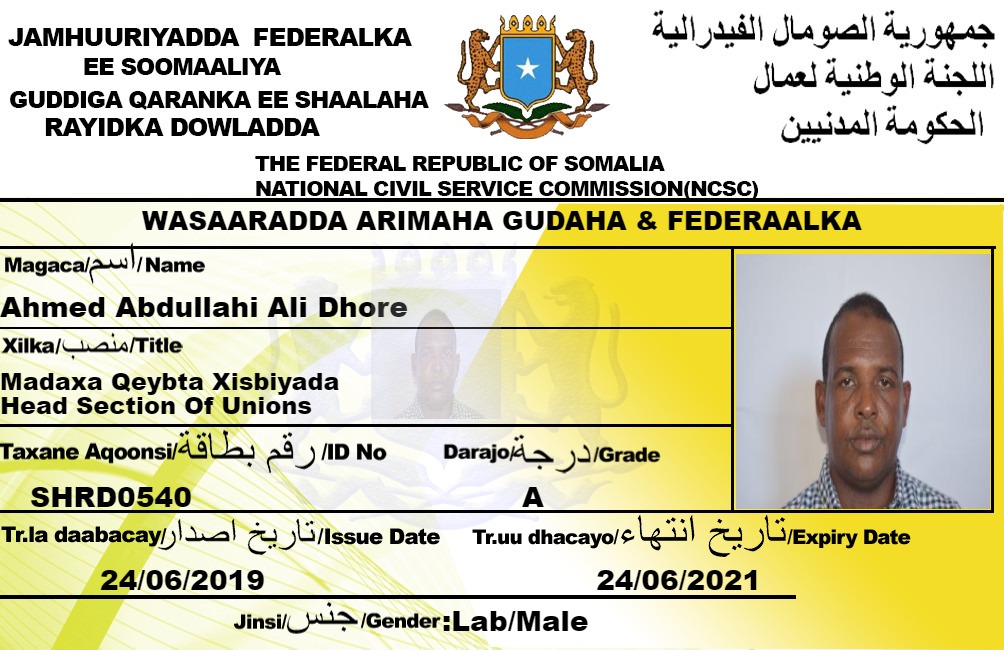 JAMHUURIYADDA FEDERALKA
EE SOOMAALIYA
GUDDIGA QARANKA EE SHAALAHA
RAYIDKA DOWLADDA
جمهورية الصومال الفيدرالية
اللجنة الوطنية لعمال
الحكومة المدنيين
THE FEDERAL REPUBLIC OF SOMALIA
NATIONAL CIVIL SERVICE COMMISSION(NCSC)
WASAARADDA ARIMAHA GUDAHA & FEDERAALKA
Magaca/اسم/Name
Ahmed Abdullahi Ali Dhore
Xilka/منصب/Title
Madaxa Qeybta Xisbiyada
Head Section Of Unions
Taxane Aqoonsi/رقم بطاقة/ID No Darajo/درجة/Grade
SHRD0540 A
Tr.la daabacay/تاريخ اصدار/Issue Date Tr.uu dhacayo/تاريخ انتهاء/Expiry Date
24/06/2019 24/06/2021
Jinsi/جنس/Gender:Lab/Male